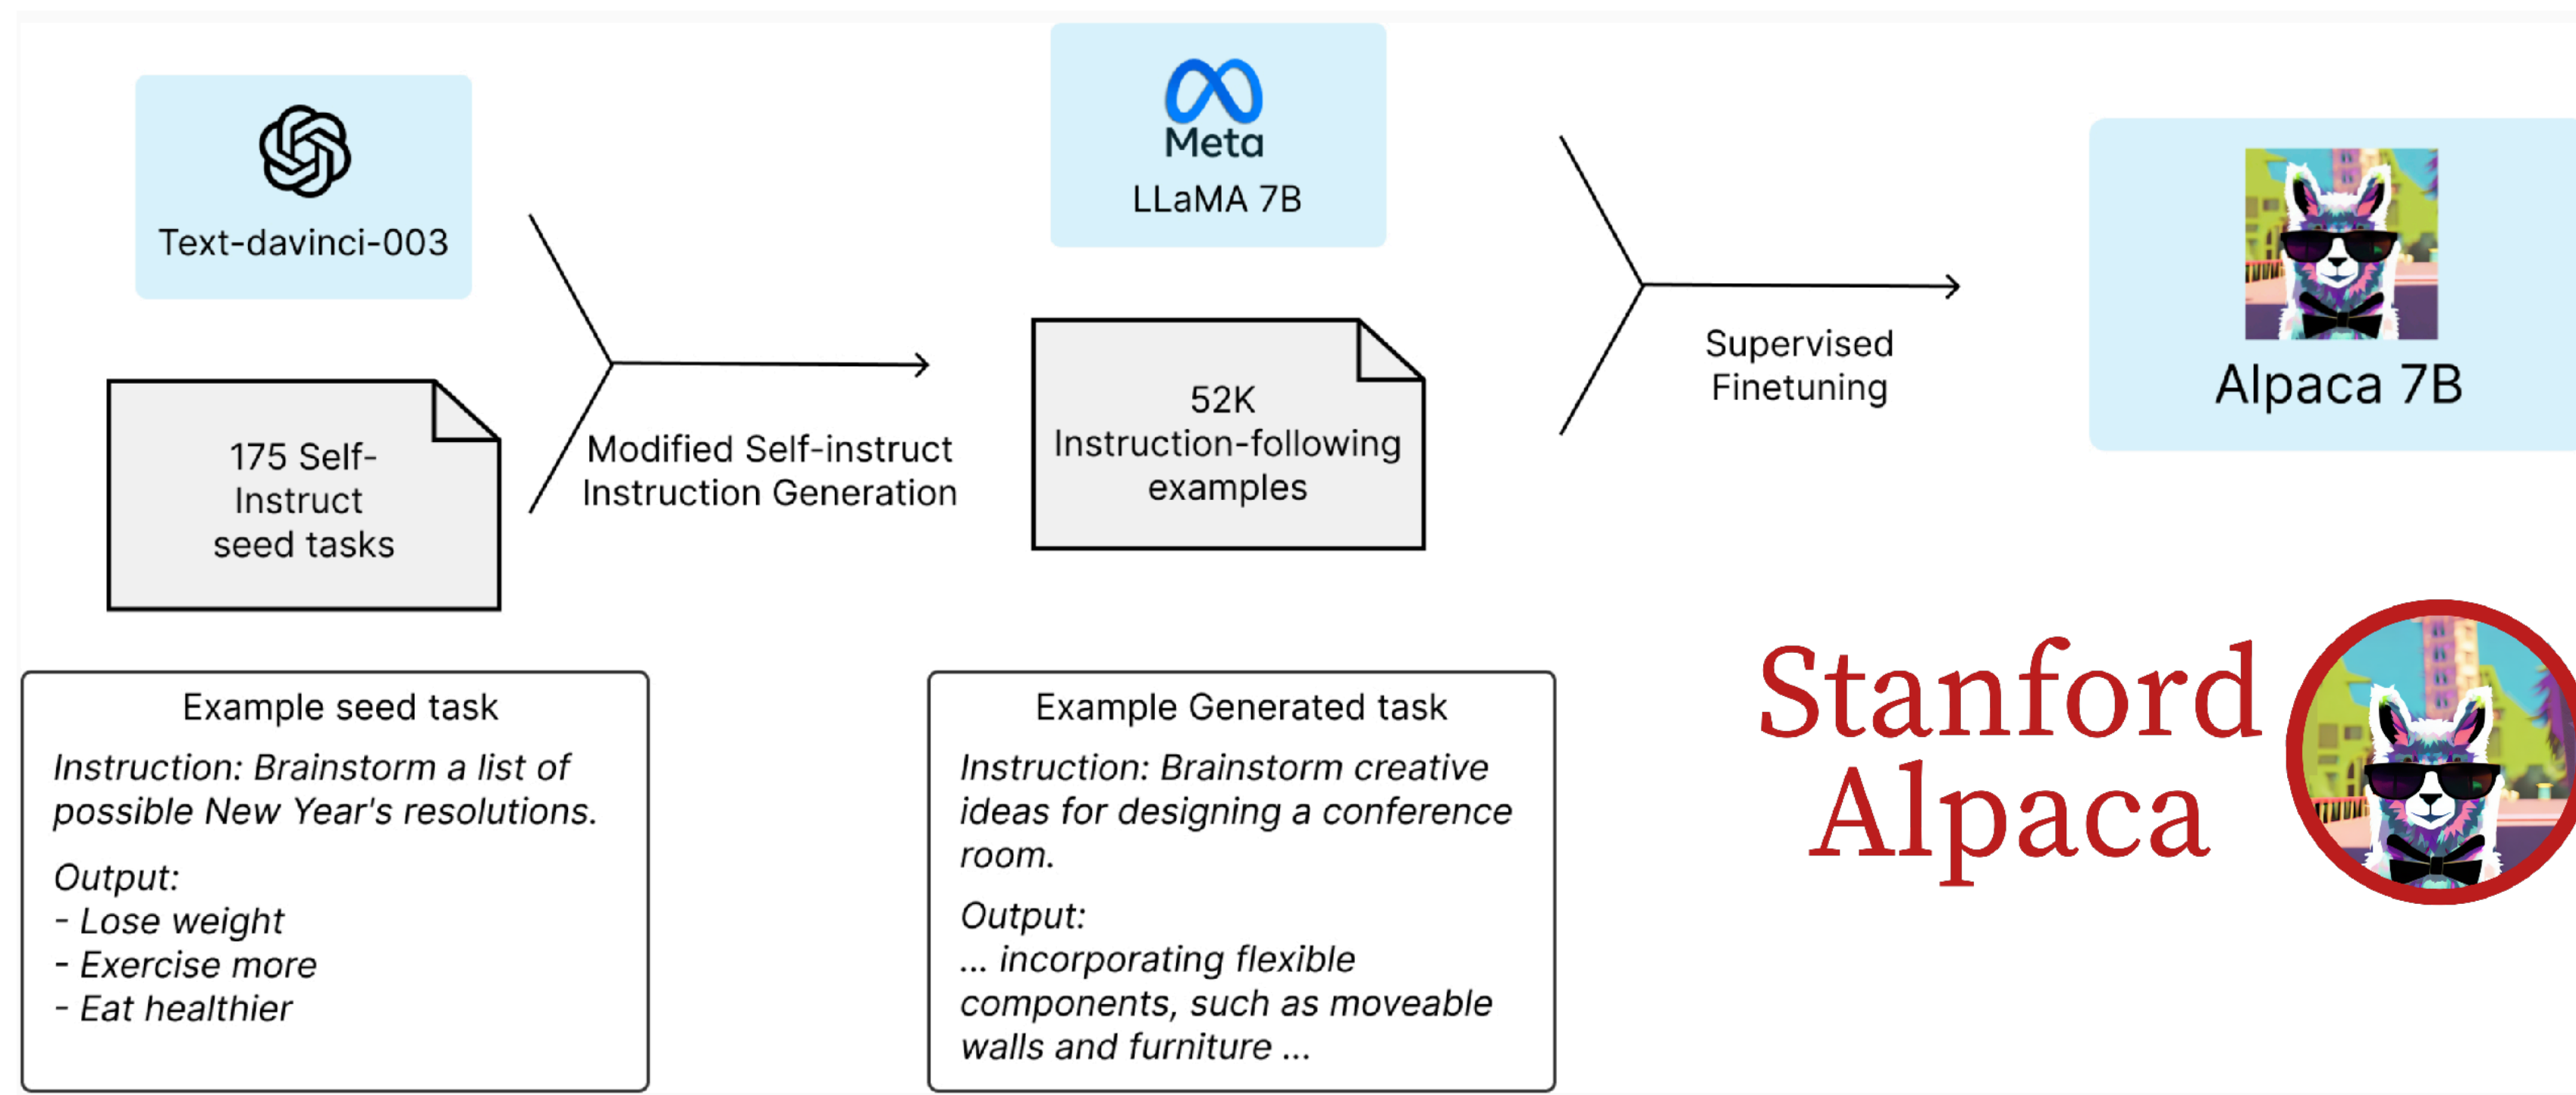 Text-davinci-003
175 Self-
Instruct
seed tasks
Modified Self-instruct
Instruction Generation
Meta
LLaMA 7B
52K
Instruction-following
examples
Supervised
Finetuning
Alpaca 7B
Example seed task
Instruction: Brainstorm a list of
possible New Year's resolutions.
Output:
- Lose weight
- Exercise more
- Eat healthier
Example Generated task
Instruction: Brainstorm creative
ideas for designing a conference
room.
Output:
... incorporating flexible
components, such as moveable
walls and furniture ...
Stanford
Alpaca